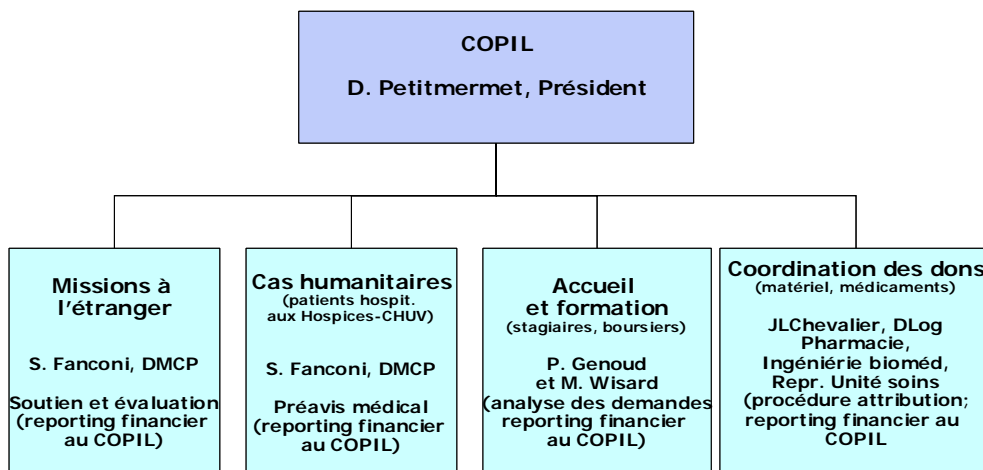 COPIL
D. Petitmermet, Président
Missions à
l'étranger
S. Fanconi, DMCP
Soutien et évaluation
(reporting financier
au COPIL)
Cas humanitaires
(patients hospit.
aux Hospices-CHUV)
S. Fanconi, DMCP
Préavis médical
(reporting financier
au COPIL)
Accueil
et formation
(stagiaires, boursiers)
P. Genoud
et M. Wisard
(analyse des demandes
reporting financier
au COPIL)
Coordination des dons
(matériel, médicaments)
JLChevalier, DLog
Pharmacie,
Ingéniérie bioméd,
Repr. Unité soins
(procédure attribution;
reporting financier au
COPIL